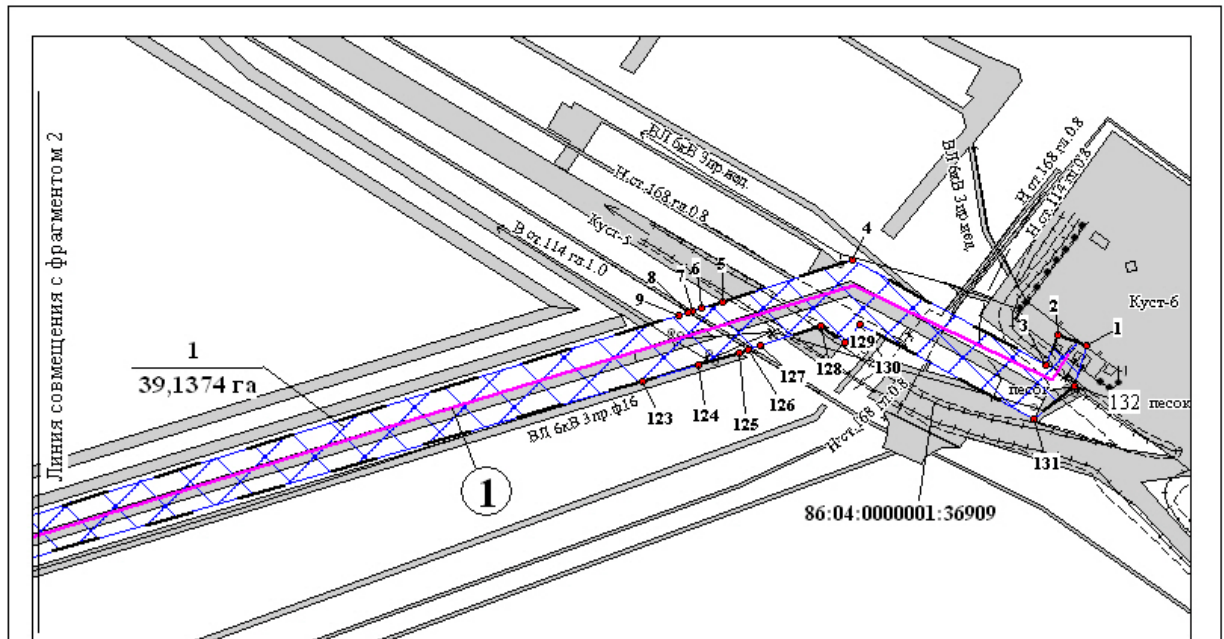 Линия совмещения с фрагментом 2
ВЛ 6кВ 3пр.нед.
Н.ст.168 гл.0.8
Куст-5
В ст.114 гл.1.0
ВЛ 6кВ 3пр.нед.
Н ст.168 гл.0.8
Н.ст.114 гл.0.8
4
5
6
7
8
9
2
3
1
Куст-6
1
39,1374 га
129
130
128
127
126
125
124
123
ВЛ 6кВ 3пр.ф16
песок
132
песок
131
Н.ст.168 гл.0.8
1
86:04:0000001:36909